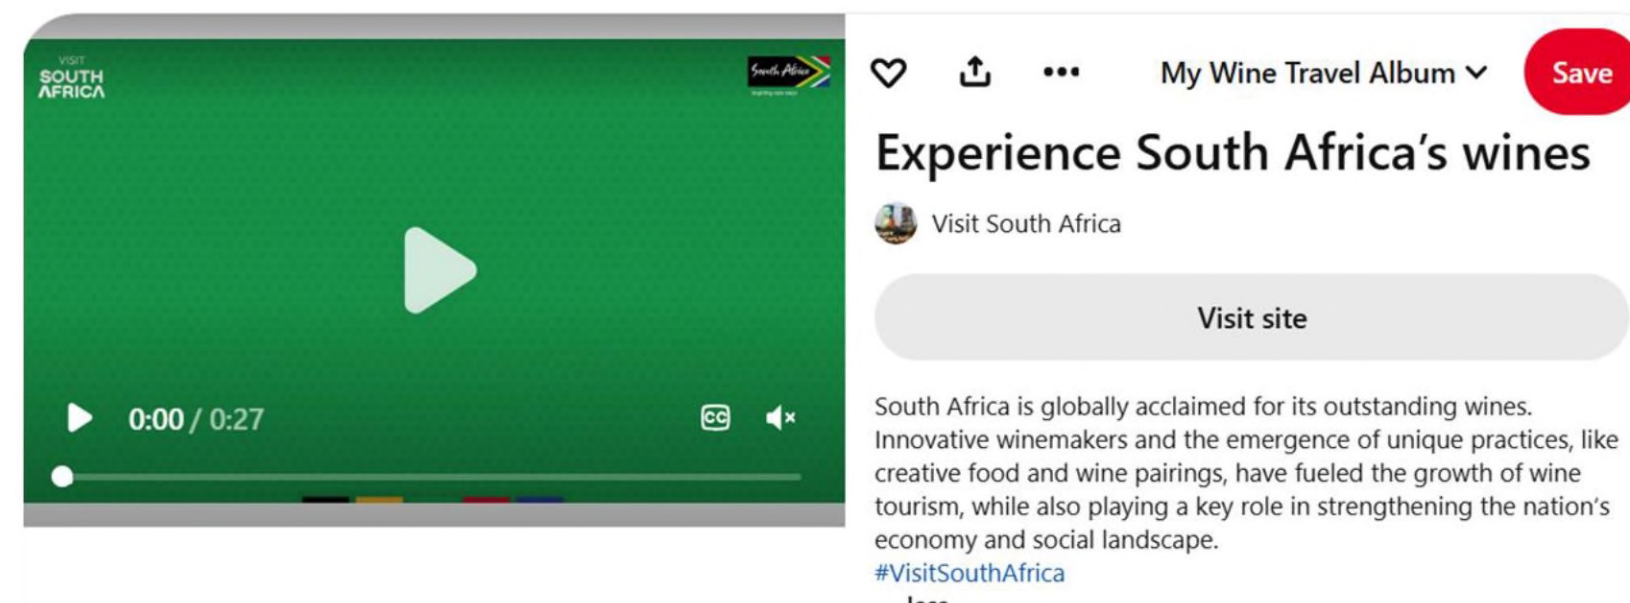 VISIT
SOUTH
AFRICA
South Africa
0:00 / 0:27
CC
My Wine Travel Album
Save
Experience South Africa’s wines
Visit South Africa
Visit site
South Africa is globally acclaimed for its outstanding wines.
Innovative winemakers and the emergence of unique practices, like
creative food and wine pairings, have fueled the growth of wine
tourism, while also playing a key role in strengthening the nation’s
economy and social landscape.
#VisitSouthAfrica